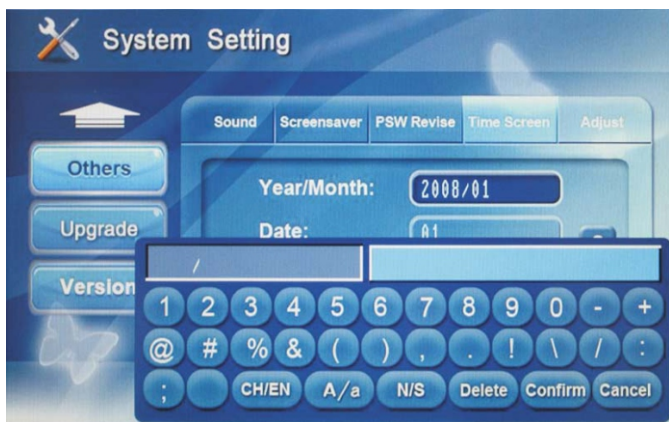 System Setting
Sound Screensaver PSW Revise Time Screen Adjust
Others
Year/Month: 2008/01
Upgrade
Date: 01
Version
/
1 2 3 4 5 6 7 8 9 0 - +
@ # % & ( ) , . ! \ / :
; CH/EN A/a N/S Delete Confirm Cancel